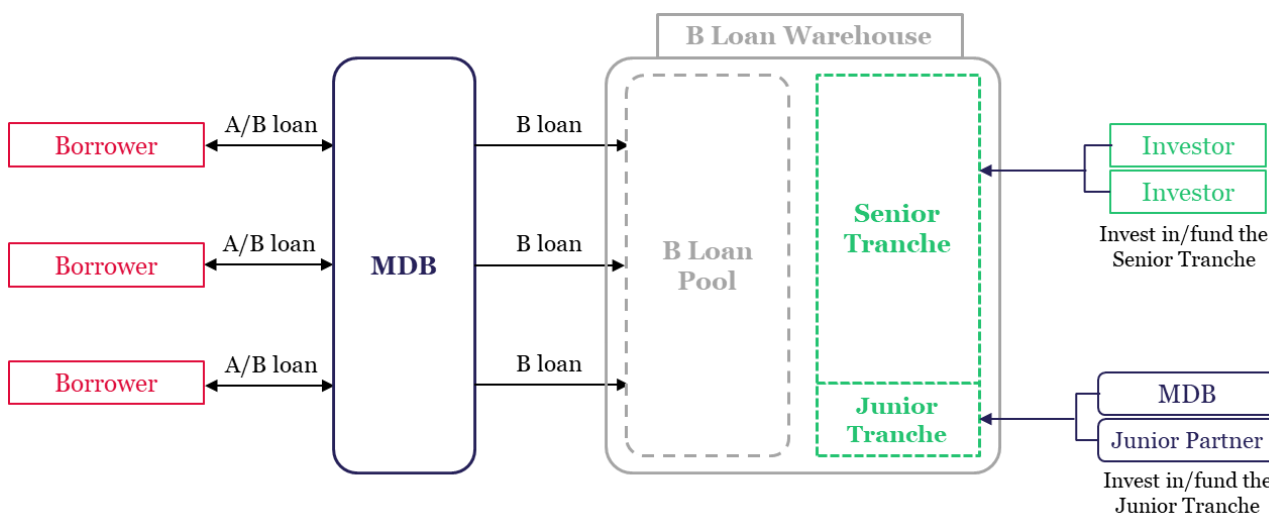 B Loan Warehouse
Borrower
A/B loan
MDB
B loan
Borrower
A/B loan
B loan
Borrower
A/B loan
B loan
B Loan
Pool
Senior
Tranche
Junior
Tranche
Investor
Investor
Invest in/fund the
Senior Tranche
MDB
Junior Partner
Invest in/fund the
Junior Tranche